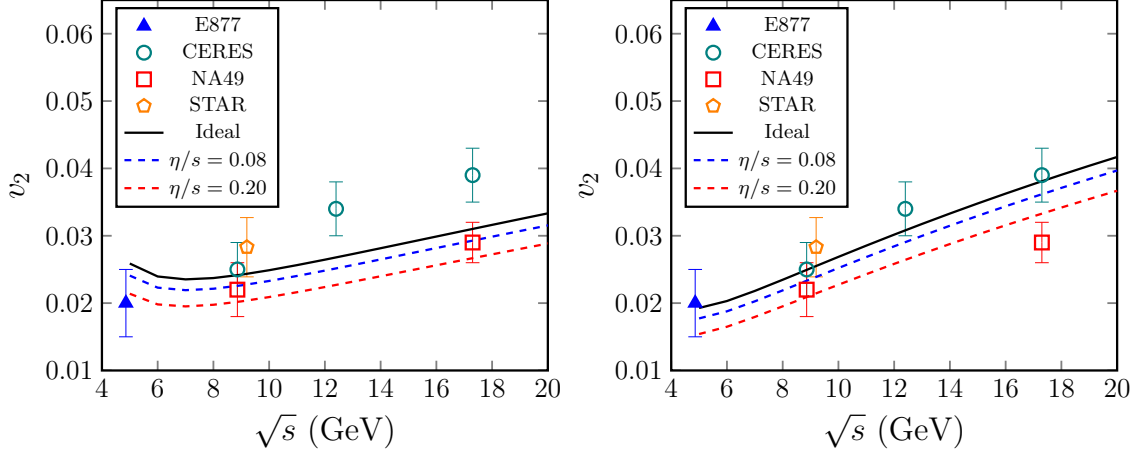 0.06
0.05
0.04
0.03
0.02
0.01
v₂
E877
CERES
NA49
STAR
Ideal
η/s = 0.08
η/s = 0.20
4 6 8 10 12 14 16 18 20
√s (GeV)
0.06
0.05
0.04
0.03
0.02
0.01
v₂
E877
CERES
NA49
STAR
Ideal
η/s = 0.08
η/s = 0.20
4 6 8 10 12 14 16 18 20
√s (GeV)